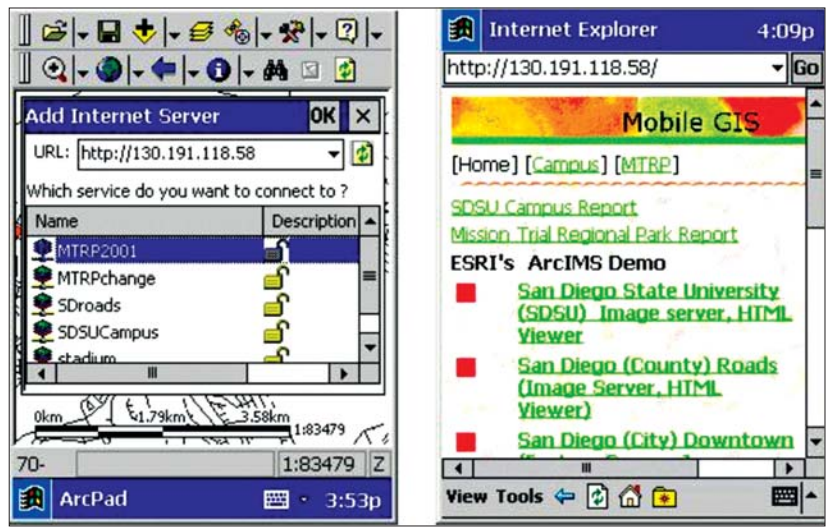 Add Internet Server OK
URL: http://130.191.118.58
Which service do you want to connect to ?
Name Description
MTRP2001
MTRPchange
SDroads
SDSUCampus
stadium
0km 1.79km 3.58km
1:83479
70- 1:83479 Z
ArcPad 3:53p
Internet Explorer 4:09p
http://130.191.118.58/ Go
Mobile GIS
[Home] [Campus] [MTRP]
SDSU Campus Report
Mission Trial Regional Park Report
ESRI's ArcIMS Demo
San Diego State University
(SDSU) Image server, HTML
Viewer
San Diego (County) Roads
(Image Server, HTML
Viewer)
San Diego (City) Downtown
View Tools